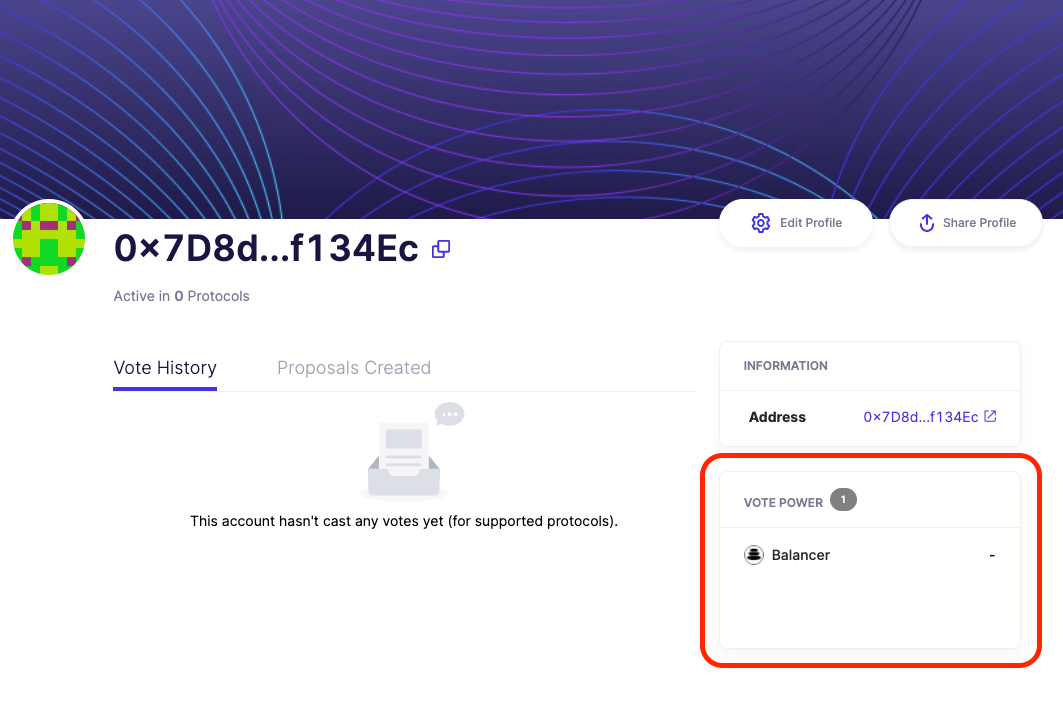 Edit Profile
Share Profile
0×7D8d...f134Ec
Active in 0 Protocols
Vote History
Proposals Created
This account hasn't cast any votes yet (for supported protocols).
INFORMATION
Address 0×7D8d...f134Ec
VOTE POWER 1
Balancer -